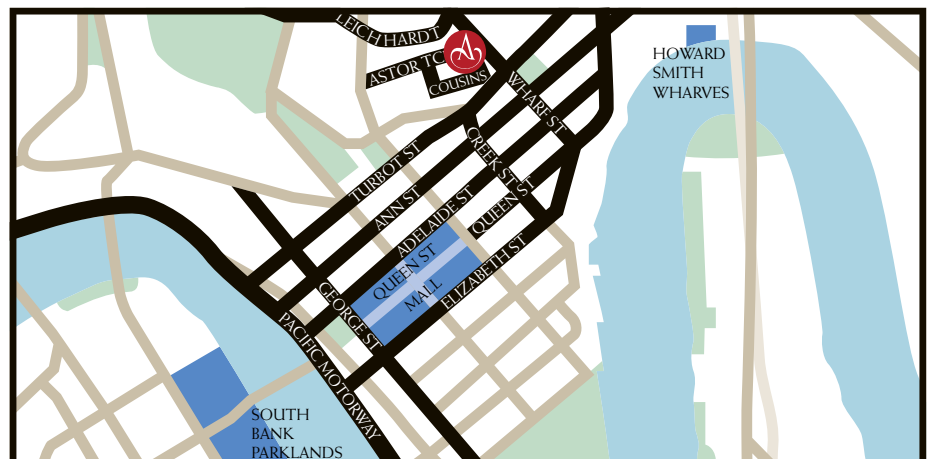 LEICHHARDT
ASTOR TC
A
COUSINS
WHARF ST
HOWARD
SMITH
WHARVES
TURBOT ST
CREEK ST
ANN ST
ADELAIDE ST
QUEEN ST
QUEEN ST
MALL
ELIZABETH ST
GEORGE ST
PACIFIC MOTORWAY
SOUTH
BANK
PARKLANDS